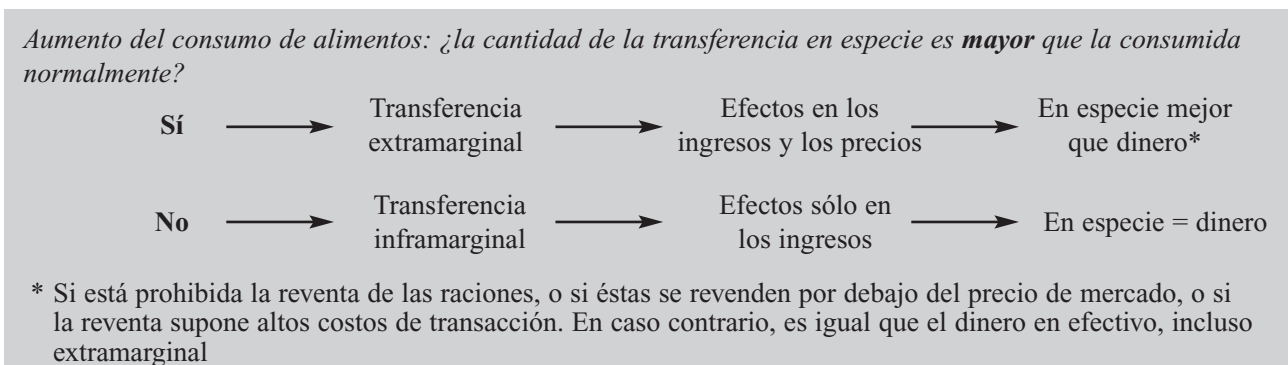 Aumento del consumo de alimentos: ¿la cantidad de la transferencia en especie es mayor que la consumida
normalmente?
Sí
Transferencia
extramarginal
Efectos en los
ingresos y los precios
En especie mejor
que dinero*
No
Transferencia
inframarginal
Efectos sólo en
los ingresos
En especie = dinero
* Si está prohibida la reventa de las raciones, o si éstas se revenden por debajo del precio de mercado, o si
la reventa supone altos costos de transacción. En caso contrario, es igual que el dinero en efectivo, incluso
extramarginal